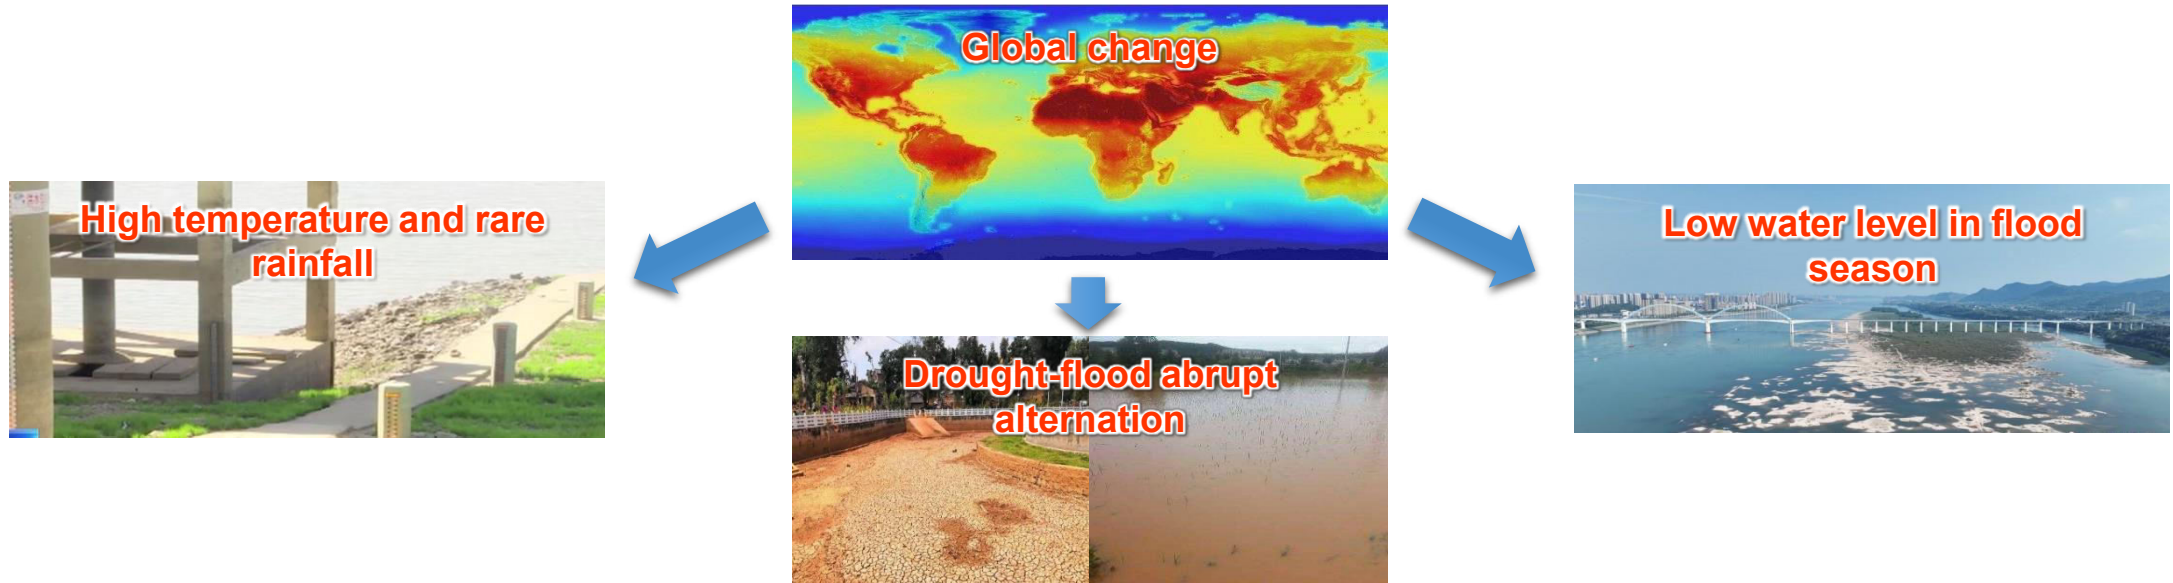 Global change
High temperature and rare
rainfall
Low water level in flood
season
Drought-flood abrupt
alternation